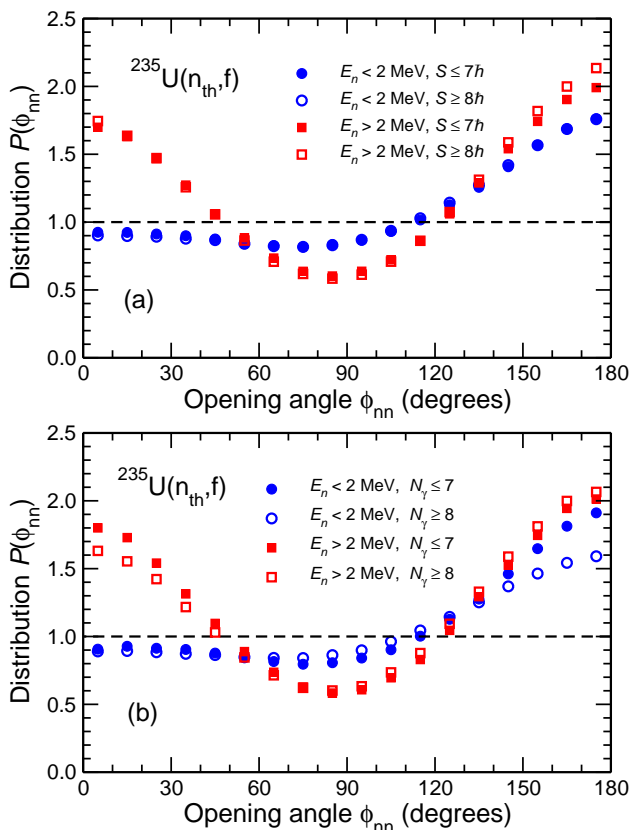 2.5
2.0
1.5
1.0
0.5
0.0
Distribution P(ϕnn)
²³⁵U(nth,f)
En < 2 MeV, S ≤ 7ħ
En < 2 MeV, S ≥ 8ħ
En > 2 MeV, S ≤ 7ħ
En > 2 MeV, S ≥ 8ħ
(a)
0 30 60 90 120 150 180
Opening angle ϕnn (degrees)
2.5
2.0
1.5
1.0
0.5
0.0
Distribution P(ϕnn)
²³⁵U(nth,f)
En < 2 MeV, Nγ ≤ 7
En < 2 MeV, Nγ ≥ 8
En > 2 MeV, Nγ ≤ 7
En > 2 MeV, Nγ ≥ 8
(b)
0 30 60 90 120 150 180
Opening angle ϕnn (degrees)